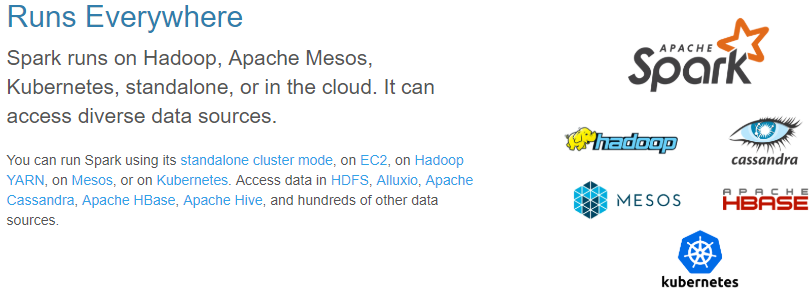 Runs Everywhere
Spark runs on Hadoop, Apache Mesos,
Kubernetes, standalone, or in the cloud. It can
access diverse data sources.
You can run Spark using its standalone cluster mode, on EC2, on Hadoop
YARN, on Mesos, or on Kubernetes. Access data in HDFS, Alluxio, Apache
Cassandra, Apache HBase, Apache Hive, and hundreds of other data
sources.
APACHE
Spark
hadoop
cassandra
MESOS
APACHE
HBASE
kubernetes